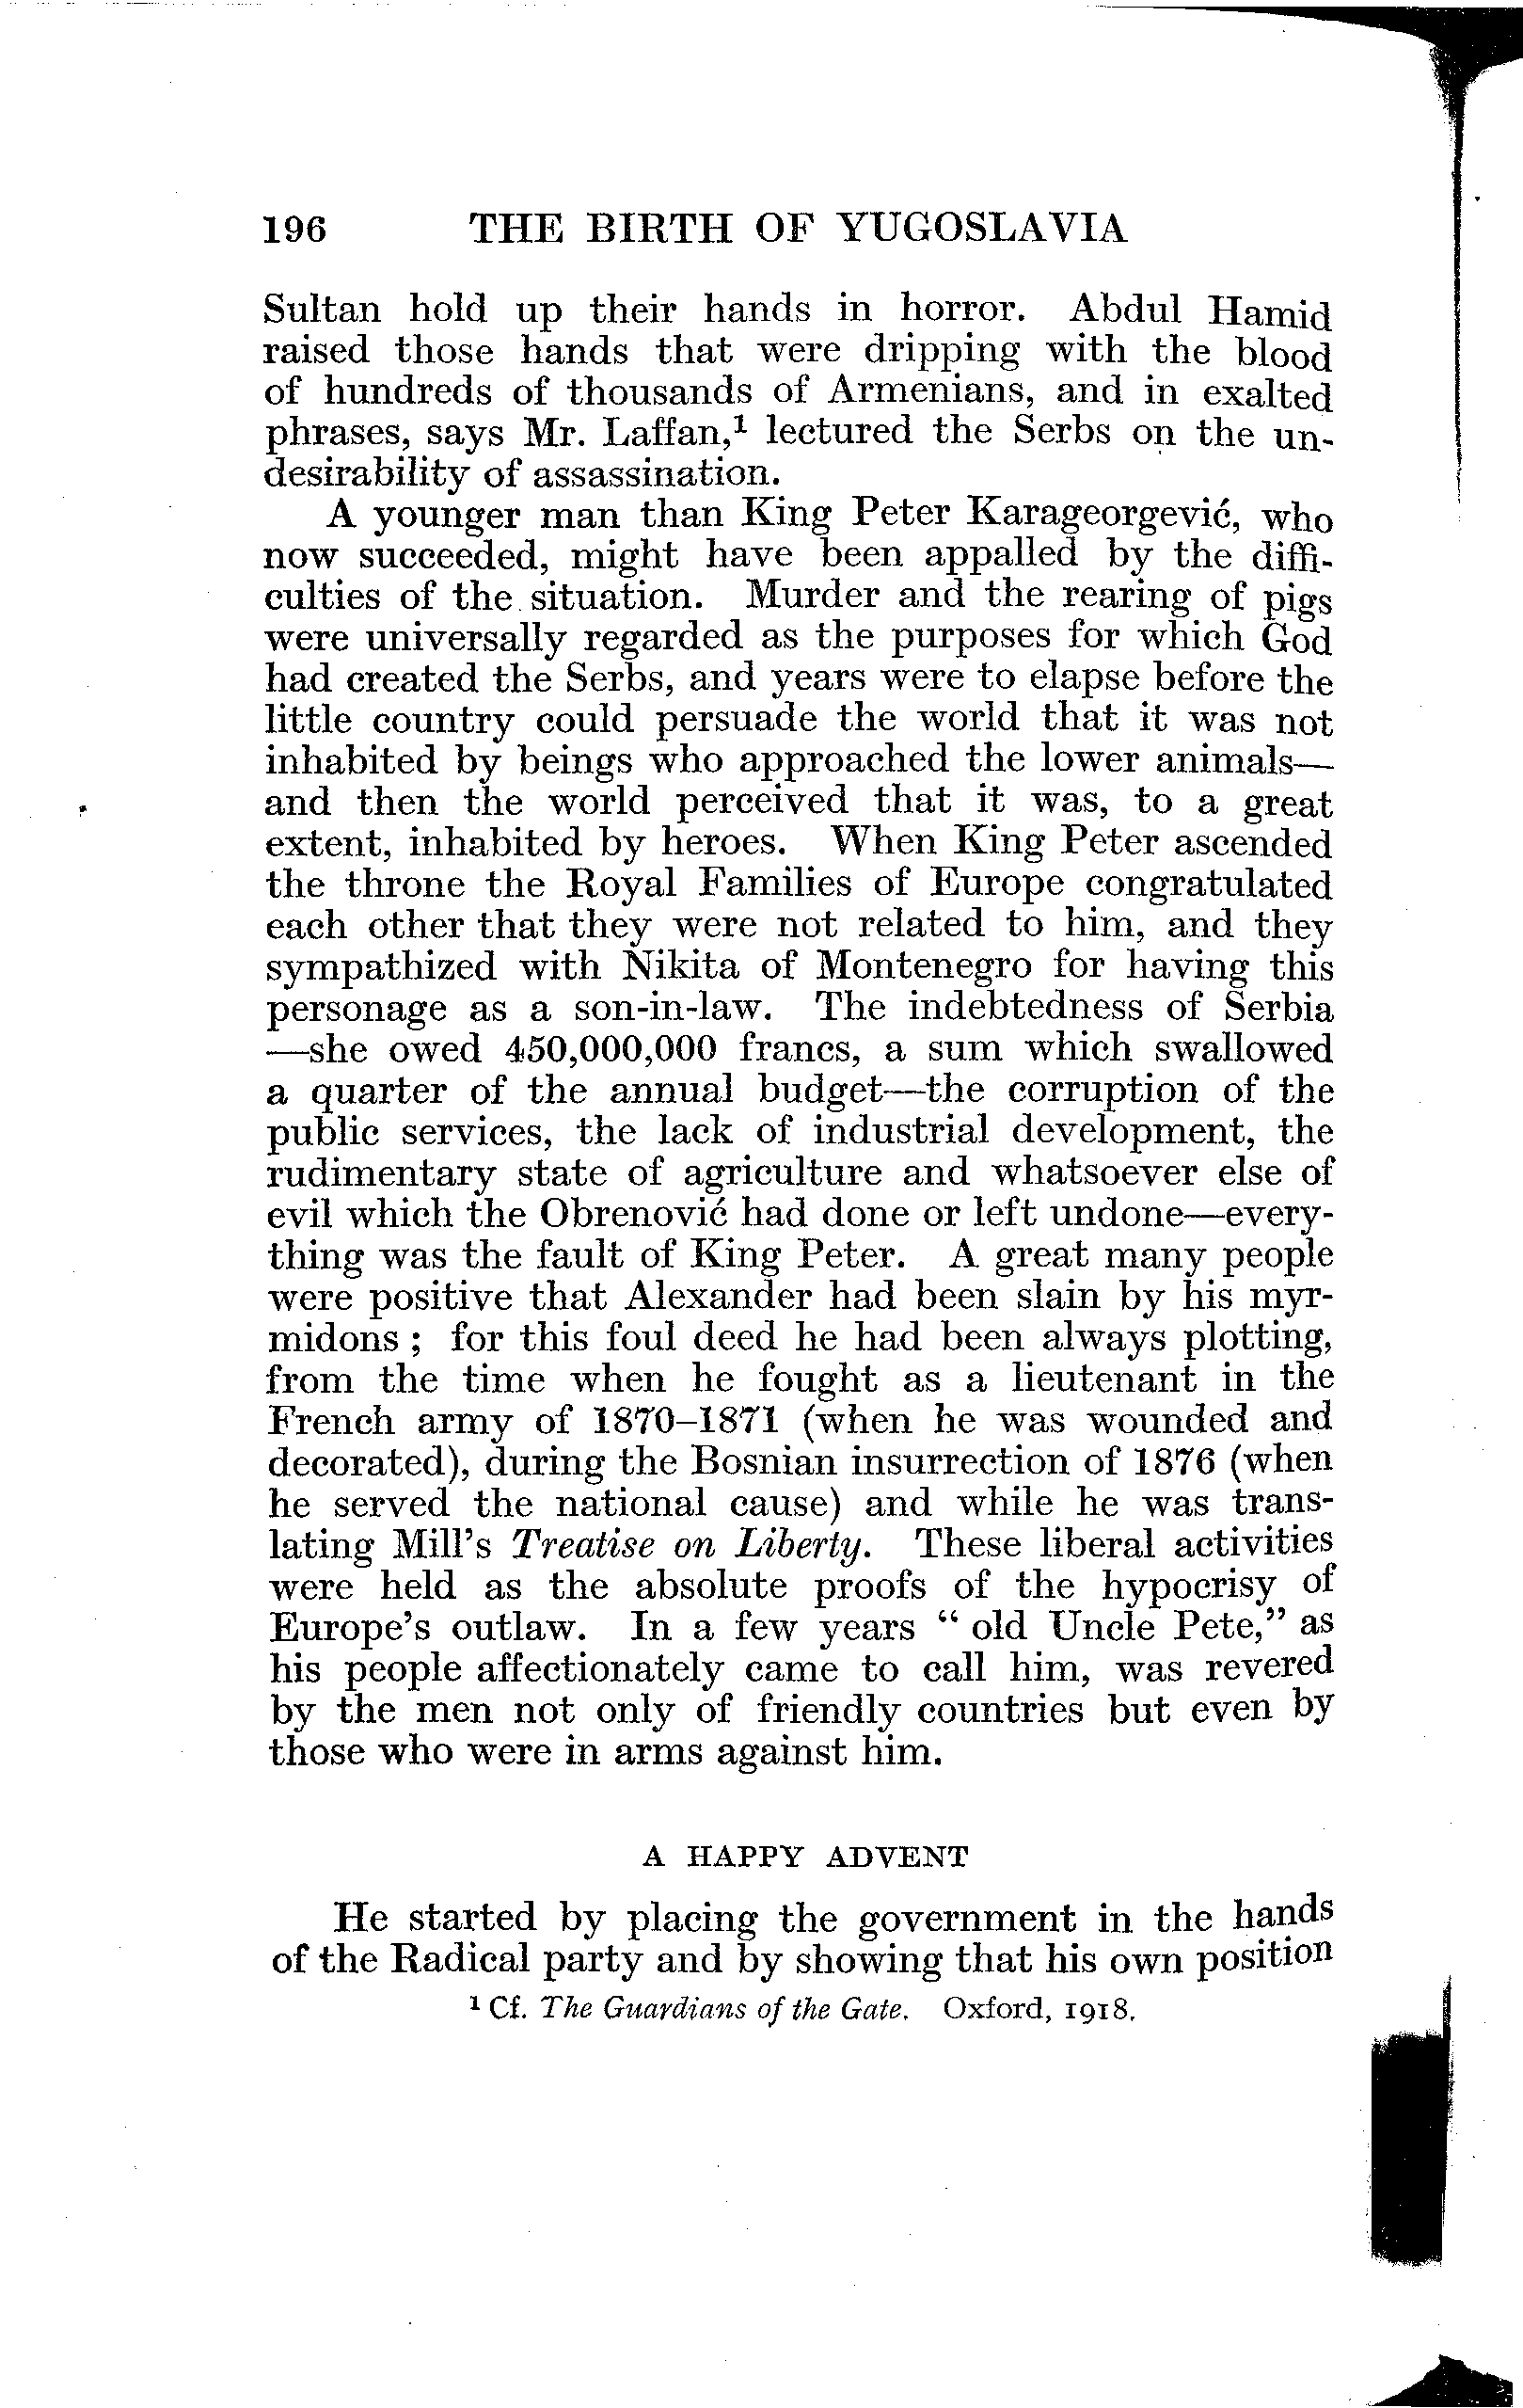 196 THE BIRTH OF YUGOSLAVIA
Sultan hold up their hands in horror. Abdul Hamid
raised those hands that were dripping with the blood
of hundreds of thousands of Armenians, and in exalted
phrases, says Mr. Laffan,¹ lectured the Serbs on the un-
desirability of assassination.
A younger man than King Peter Karageorgević, who
now succeeded, might have been appalled by the diffi-
culties of the situation. Murder and the rearing of pigs
were universally regarded as the purposes for which God
had created the Serbs, and years were to elapse before the
little country could persuade the world that it was not
inhabited by beings who approached the lower animals—
and then the world perceived that it was, to a great
extent, inhabited by heroes. When King Peter ascended
the throne the Royal Families of Europe congratulated
each other that they were not related to him, and they
sympathized with Nikita of Montenegro for having this
personage as a son-in-law. The indebtedness of Serbia
—she owed 450,000,000 francs, a sum which swallowed
a quarter of the annual budget—the corruption of the
public services, the lack of industrial development, the
rudimentary state of agriculture and whatsoever else of
evil which the Obrenović had done or left undone—every-
thing was the fault of King Peter. A great many people
were positive that Alexander had been slain by his myr-
midons ; for this foul deed he had been always plotting,
from the time when he fought as a lieutenant in the
French army of 1870–1871 (when he was wounded and
decorated), during the Bosnian insurrection of 1876 (when
he served the national cause) and while he was trans-
lating Mill's Treatise on Liberty. These liberal activities
were held as the absolute proofs of the hypocrisy of
Europe's outlaw. In a few years “ old Uncle Pete,” as
his people affectionately came to call him, was revered
by the men not only of friendly countries but even by
those who were in arms against him.
A HAPPY ADVENT
He started by placing the government in the hands
of the Radical party and by showing that his own position
¹ Cf. The Guardians of the Gate. Oxford, 1918.